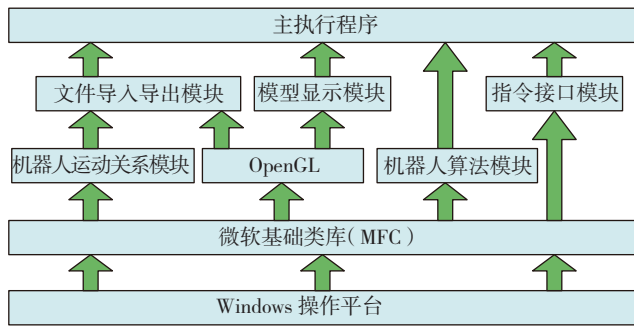 主执行程序
文件导入导出模块
模型显示模块
指令接口模块
机器人运动关系模块
OpenGL
机器人算法模块
微软基础类库( MFC )
Windows 操作平台